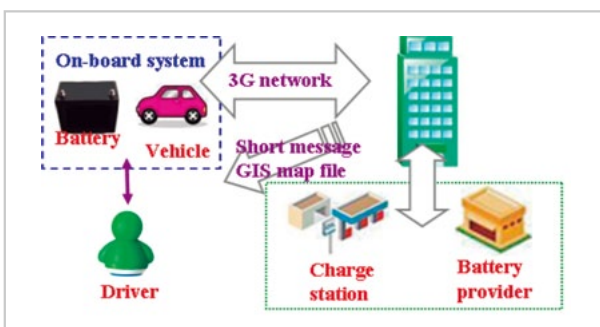 On-board system
Battery
Vehicle
3G network
Short message
GIS map file
Driver
Charge
station
Battery
provider